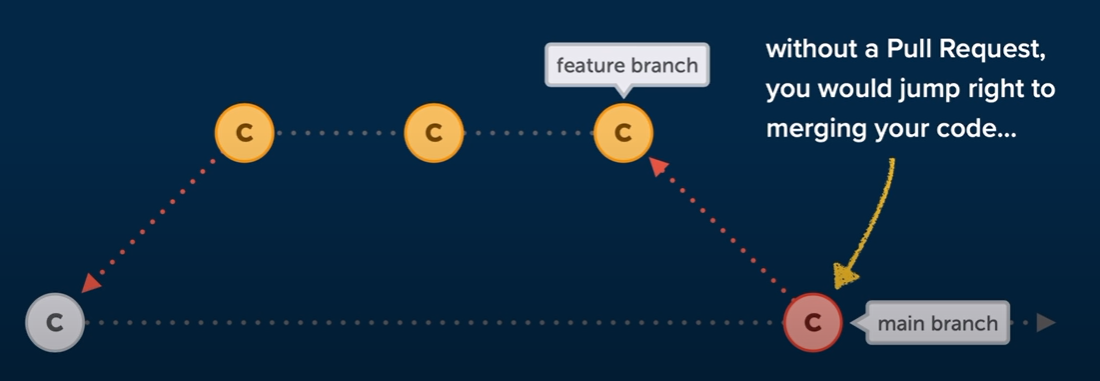 without a Pull Request,
you would jump right to
merging your code...
feature branch
C
C
C
C
C
main branch